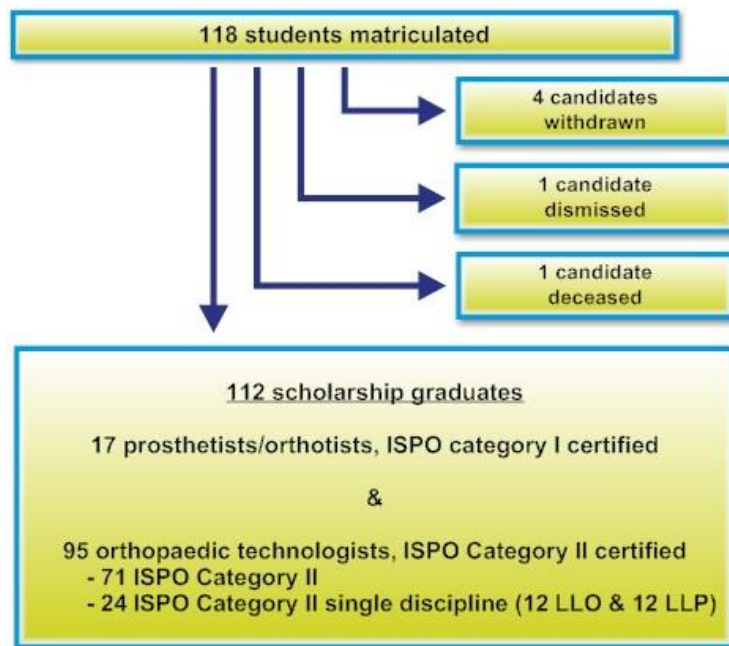 118 students matriculated
4 candidates
withdrawn
1 candidate
dismissed
1 candidate
deceased
112 scholarship graduates
17 prosthetists/orthotists, ISPO category I certified
&
95 orthopaedic technologists, ISPO Category II certified
- 71 ISPO Category II
- 24 ISPO Category II single discipline (12 LLO & 12 LLP)